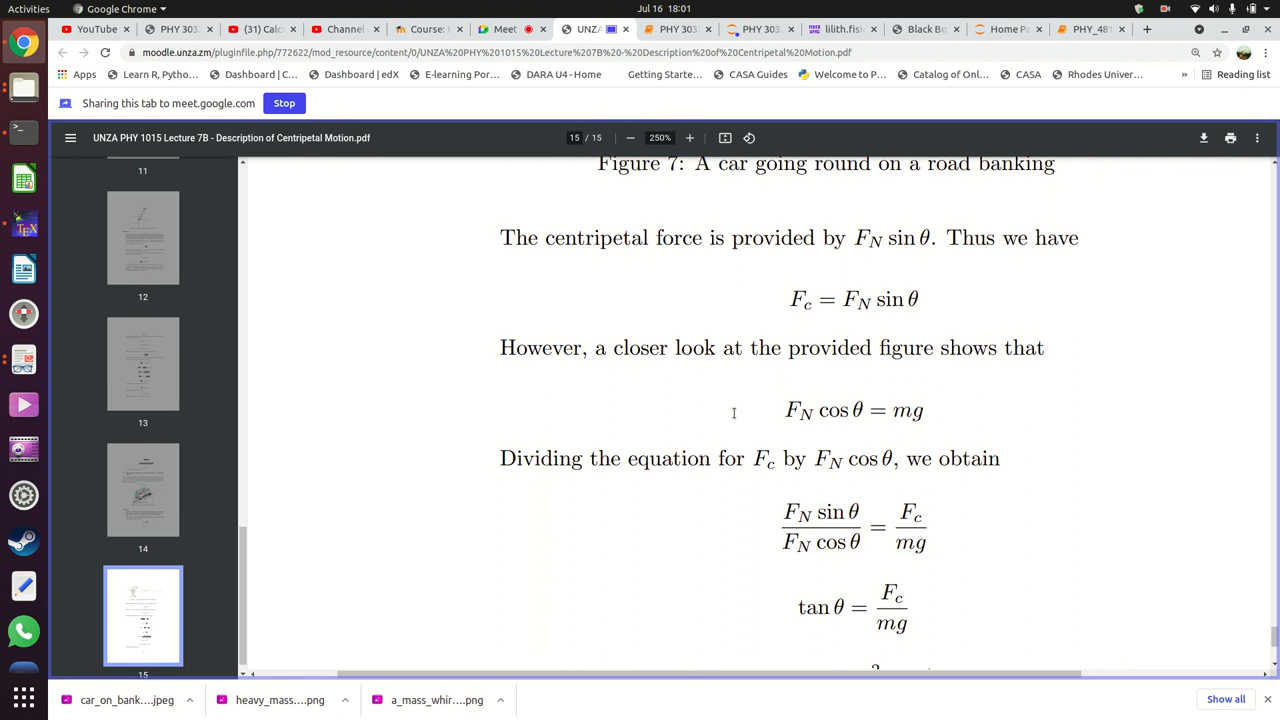 Activities
Google Chrome
Jul 16 18:01
YouTube
PHY 303
(31) Calc
Channel
Course:
Meet
UNZ
PHY 303
PHY 303
lilith.fisi
Black Bo
Home Pa
PHY_481
moodle.unza.zm/pluginfile.php/772622/mod_resource/content/0/UNZA%20PHY%201015%20Lecture%207B%20-%20Description%20of%20Centripetal%20Motion.pdf
Apps
Learn R, Pytho...
Dashboard | C...
Dashboard | edX
E-learning Por...
DARA U4 - Home
Getting Starte...
CASA Guides
Welcome to P...
Catalog of Onl...
CASA
Rhodes Univer...
»
Reading list
Sharing this tab to meet.google.com
Stop
UNZA PHY 1015 Lecture 7B - Description of Centripetal Motion.pdf
15 / 15
250%
11
12
13
14
15
Figure 7: A car going round on a road banking
The centripetal force is provided by F_N sin θ. Thus we have
F_c = F_N sin θ
However, a closer look at the provided figure shows that
F_N cos θ = mg
Dividing the equation for F_c by F_N cos θ, we obtain
F_N sin θ / F_N cos θ = F_c / mg
tan θ = F_c / mg
car_on_bank....jpeg
heavy_mass....png
a_mass_whir....png
Show all